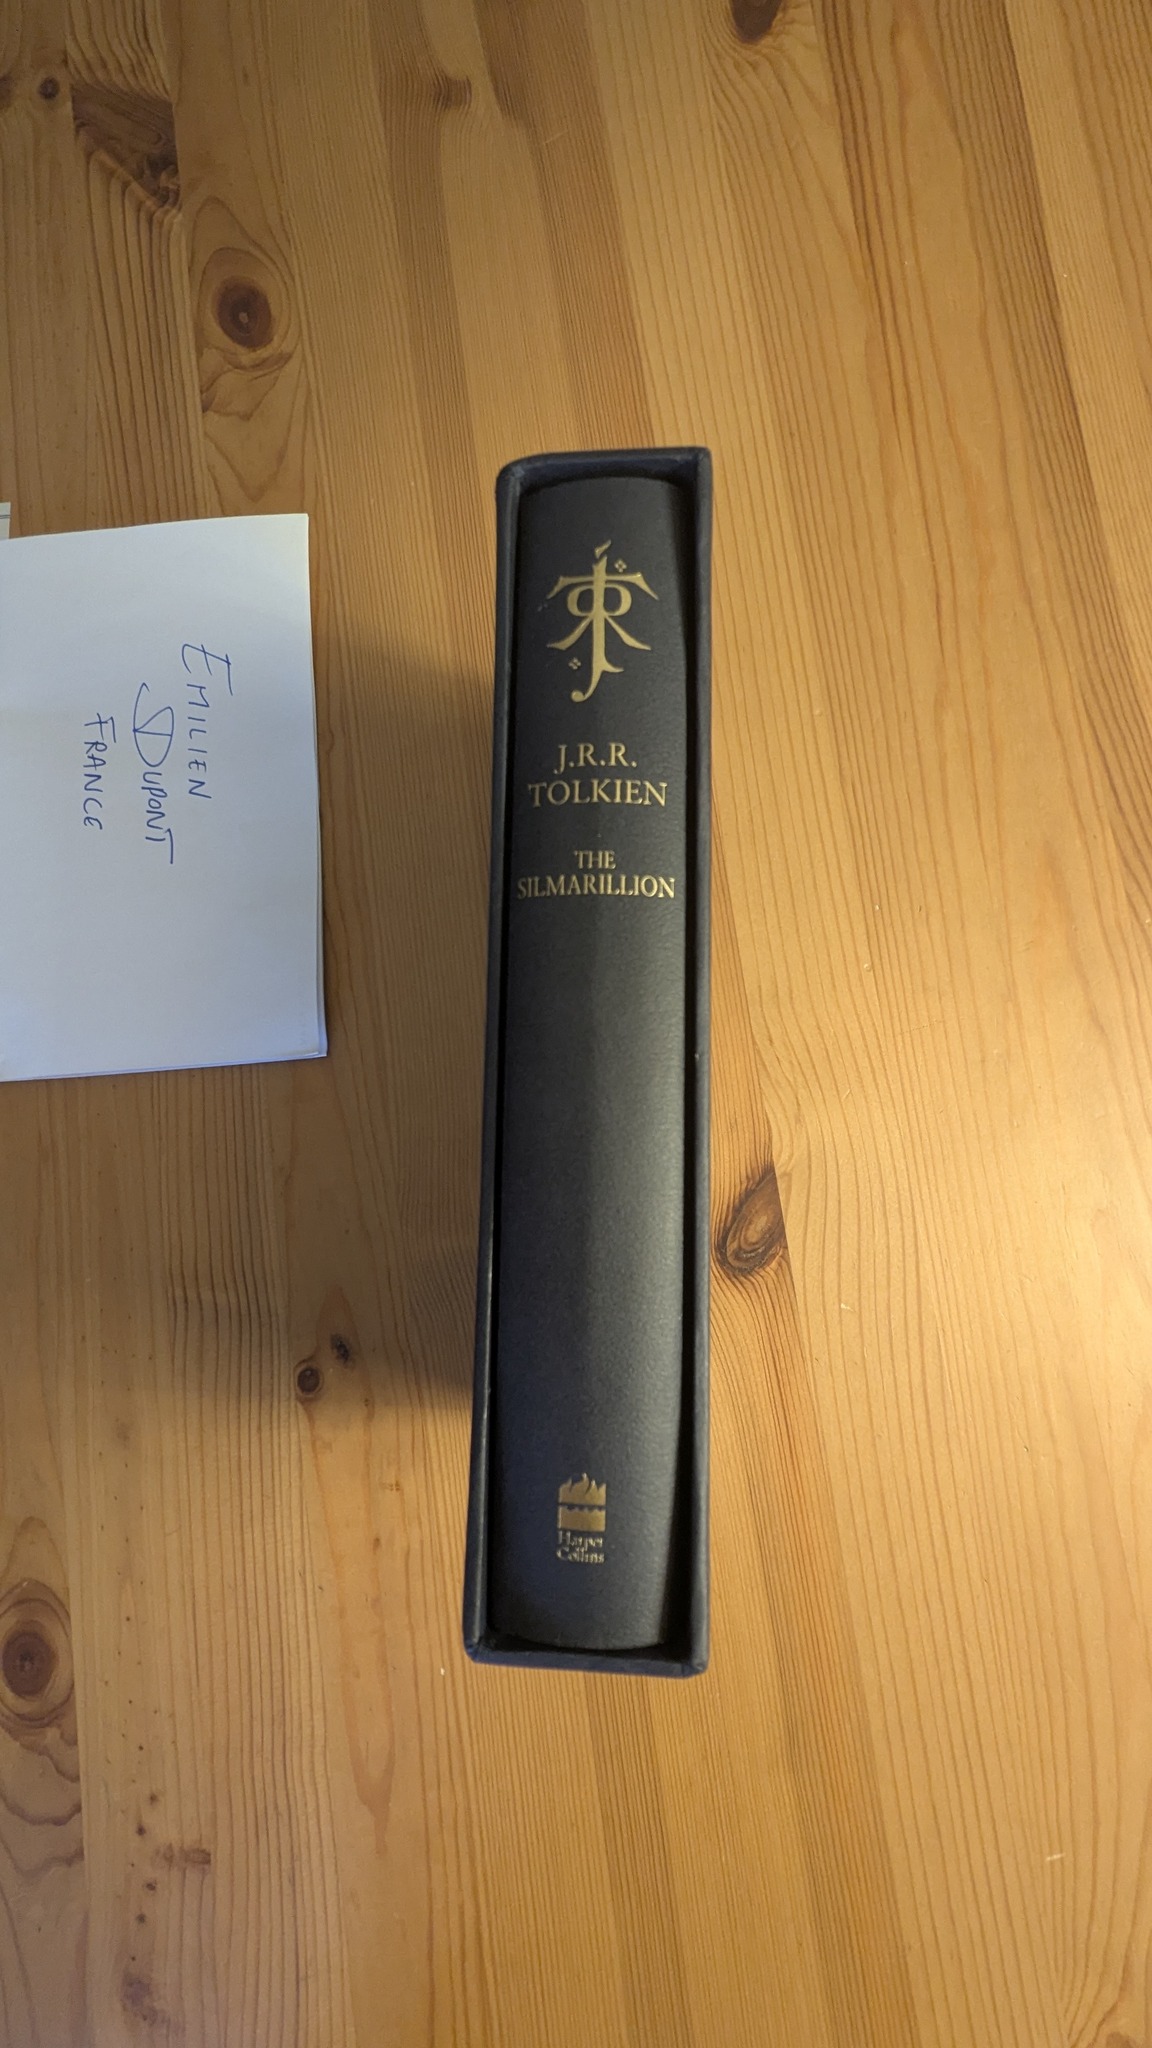 EMILIEN
DUPONT
FRANCE
J.R.R.
TOLKIEN
THE
SILMARILLION
Harper
Collins